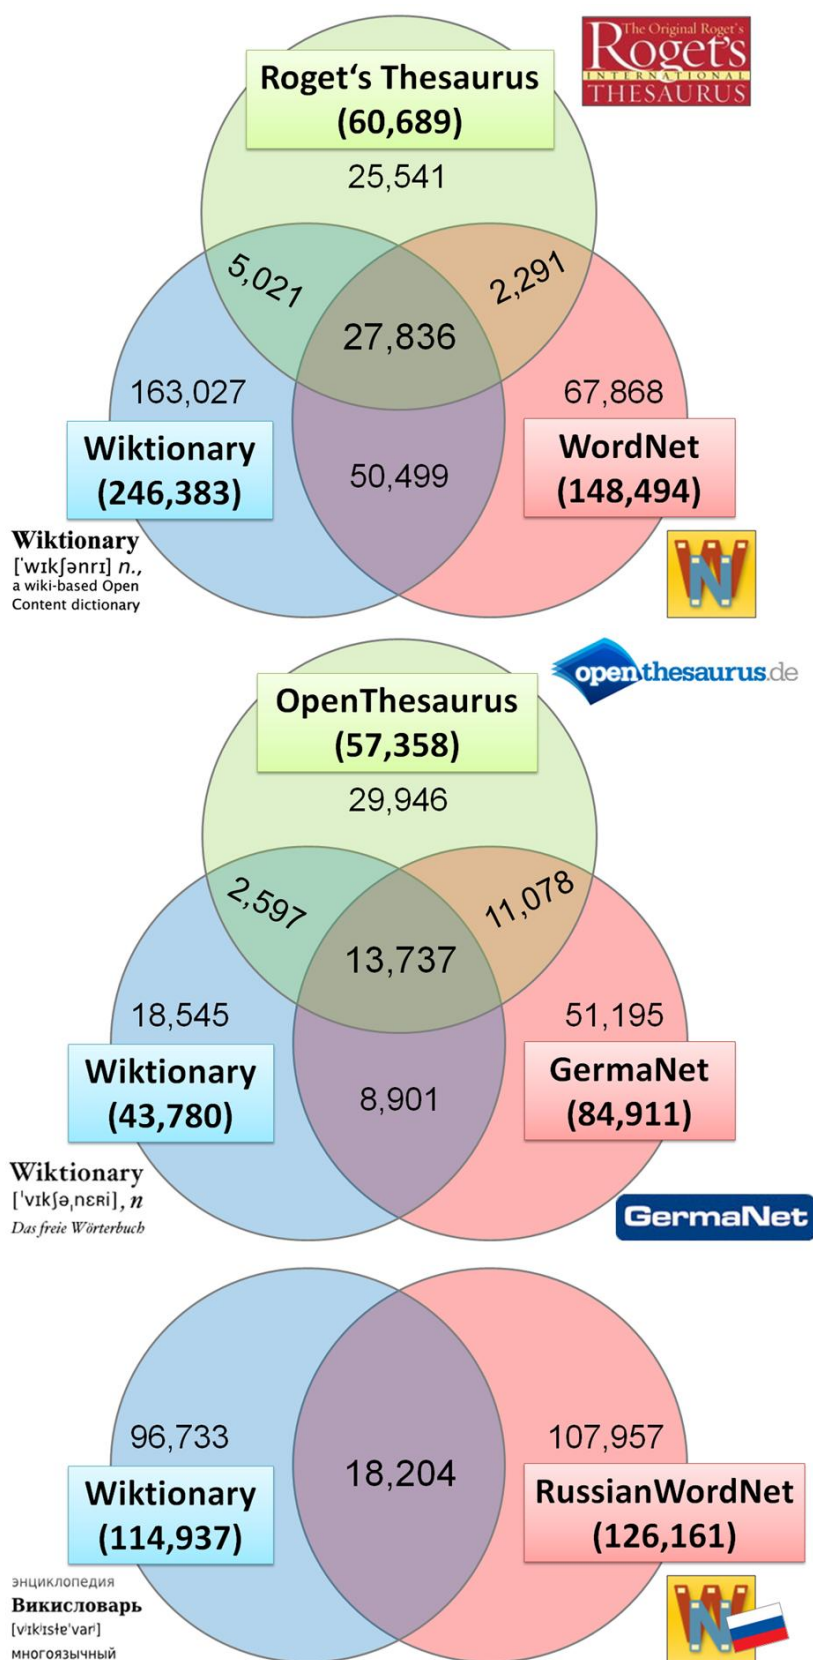 The Original Roget's
Roget's
INTERNATIONAL
THESAURUS
Roget‘s Thesaurus
(60,689)
25,541
5,021
2,291
27,836
163,027
67,868
Wiktionary
(246,383)
WordNet
(148,494)
50,499
Wiktionary
['wɪkʃənrɪ] n.,
a wiki-based Open
Content dictionary
W
N
openthesaurus.de
OpenThesaurus
(57,358)
29,946
2,597
11,078
13,737
18,545
51,195
Wiktionary
(43,780)
GermaNet
(84,911)
8,901
Wiktionary
['vɪkʃəˌnɛʀi], n
Das freie Wörterbuch
GermaNet
96,733
107,957
18,204
Wiktionary
(114,937)
RussianWordNet
(126,161)
энциклопедия
Викисловарь
[vʲɪkʲɪsɫɐ'varʲ]
многоязычный
W
N